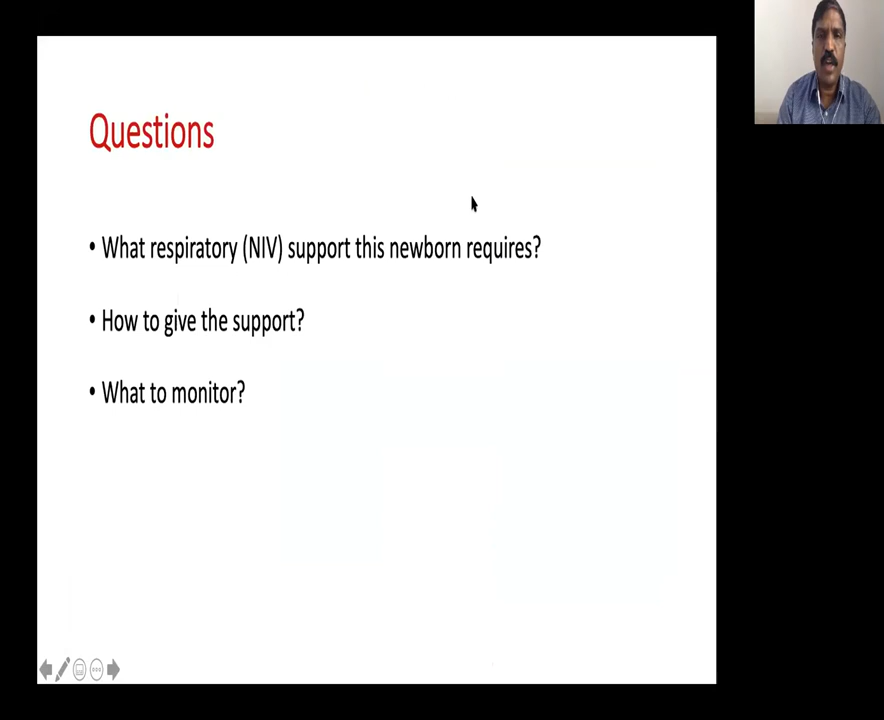 Questions
• What respiratory (NIV) support this newborn requires?
• How to give the support?
• What to monitor?